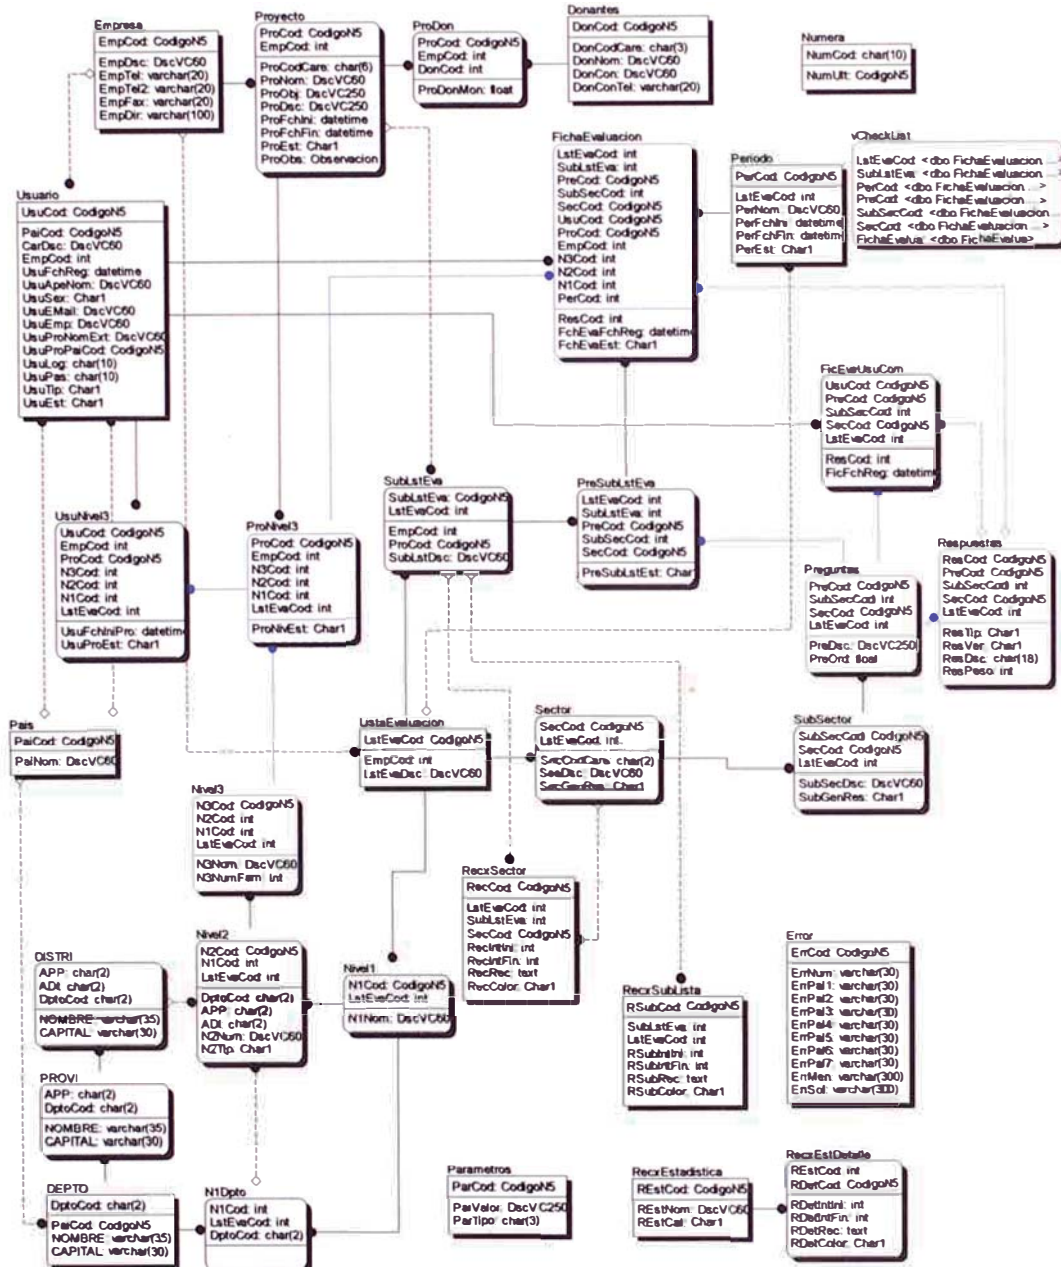 Empresa
EmpCod: CodigoN5
EmpDsc: DscVC60
EmpTel: varchar(20)
EmpTel2: varchar(20)
EmpFax: varchar(20)
EmpDir: varchar(100)
Proyecto
ProCod: CodigoN5
EmpCod: int
ProCodCare: char(6)
ProNom: DscVC60
ProObj: DscVC250
ProDsc: DscVC250
ProFchIni: datetime
ProFchFin: datetime
ProEst: Char1
ProObs: Observacion
ProDon
ProCod: CodigoN5
EmpCod: int
DonCod: int
ProDonMon: float
Donantes
DonCod: CodigoN5
DonCodCare: char(3)
DonNom: DscVC60
DonCon: DscVC60
DonConTel: varchar(20)
Numera
NumCod: char(10)
NumUlt: CodigoN5
FichaEvaluacion
LstEvaCod: int
SubLstEva: int
PreCod: CodigoN5
SubSecCod: int
SecCod: CodigoN5
UsuCod: CodigoN5
ProCod: CodigoN5
EmpCod: int
N3Cod: int
N2Cod: int
N1Cod: int
PerCod: int
ResCod: int
FchEvaFchReg: datetime
FchEvaEst: Char1
Periodo
PerCod: CodigoN5
LstEvaCod: int
PerNom: DscVC60
PerFchIni: datetime
PerFchFin: datetim
PerEst: Char1
vCheckList
LstEvaCod: <dbo FichaEvaluacion ...>
SubLstEva: <dbo FichaEvaluacion ...
PerCod: <dbo FichaEvaluacion ...>
PreCod: <dbo FichaEvaluacion ...
SubSecCod: <dbo FichaEvaluacion
SecCod: <dbo FichaEvaluacion ...>
FichaEvalua: <dbo FichaEvalua>
Usuario
UsuCod: CodigoN5
PaiCod: CodigoN5
CarDsc: DscVC60
EmpCod: int
UsuFchReg: datetime
UsuApeNom: DscVC60
UsuSex: Char1
UsuEMail: DscVC60
UsuEmp: DscVC60
UsuProNomExt: DscVC60
UsuProPaiCod: CodigoN5
UsuLog: char(10)
UsuPas: char(10)
UsuTip: Char1
UsuEst: Char1
FicEvaUsuCom
UsuCod: CodigoN5
PreCod: CodigoN5
SubSecCod: int
SecCod: CodigoN5
LstEvaCod: int
ResCod: int
FicFchReg: datetime
UsuNivel3
UsuCod: CodigoN5
EmpCod: int
ProCod: CodigoN5
N3Cod: int
N2Cod: int
N1Cod: int
LstEvaCod: int
UsuFchIniPro: datetime
UsuProEst: Char1
ProNivel3
ProCod: CodigoN5
EmpCod: int
N3Cod: int
N2Cod: int
N1Cod: int
LstEvaCod: int
ProNivEst: Char1
SubLstEva
SubLstEva: CodigoN5
LstEvaCod: int
EmpCod: int
ProCod: CodigoN5
SubLstDsc: DscVC60
PreSubLstEva
LstEvaCod: int
SubLstEva: int
PreCod: CodigoN5
SubSecCod: int
SecCod: CodigoN5
PreSubLstEst: Char
Preguntas
PreCod: CodigoN5
SubSecCod: int
SecCod: CodigoN5
LstEvaCod: int
PreDsc: DscVC250
PreOrd: float
Respuestas
ResCod: CodigoN5
PreCod: CodigoN5
SubSecCod: int
SecCod: CodigoN5
LstEvaCod: int
ResTip: Char1
ResVer: Char1
ResDsc: char(18)
ResPeso: int
Pais
PaiCod: CodigoN5
PaiNom: DscVC60
ListaEvaluacion
LstEvaCod: CodigoN5
EmpCod: int
LstEvaDsc: DscVC60
Sector
SecCod: CodigoN5
LstEvaCod: int
SecCodCare: char(2)
SecDsc: DscVC60
SecGenRes: Char1
SubSector
SubSecCod: CodigoN5
SecCod: CodigoN5
LstEvaCod: int
SubSecDsc: DscVC60
SubGenRes: Char1
Nivel3
N3Cod: CodigoN5
N2Cod: int
N1Cod: int
LstEvaCod: int
N3Nom: DscVC60
N3NumFam: int
RecxSector
RecCod: CodigoN5
LstEvaCod: int
SubLstEva: int
SecCod: CodigoN5
RecIntIni: int
RecIntFin: int
RecRec: text
RecColor: Char1
DISTRI
APP: char(2)
ADI: char(2)
DptoCod: char(2)
NOMBRE: varchar(35)
CAPITAL: varchar(30)
Nivel2
N2Cod: CodigoN5
N1Cod: int
LstEvaCod: int
DptoCod: char(2)
APP: char(2)
ADI: char(2)
N2Nom: DscVC60
N2Tip: Char1
Nivel1
N1Cod: CodigoN5
LstEvaCod: int
N1Nom: DscVC60
RecxSubLista
RSubCod: CodigoN5
SubLstEva: int
LstEvaCod: int
RSubIntIni: int
RSubIntFin: int
RSubRec: text
RSubColor: Char1
Error
ErrCod: CodigoN5
ErrNum: varchar(30)
ErrPal1: varchar(30)
ErrPal2: varchar(30)
ErrPal3: varchar(30)
ErrPal4: varchar(30)
ErrPal5: varchar(30)
ErrPal6: varchar(30)
ErrPal7: varchar(30)
ErrMen: varchar(300)
ErrSol: varchar(300)
PROVI
APP: char(2)
DptoCod: char(2)
NOMBRE: varchar(35)
CAPITAL: varchar(30)
DEPTO
DptoCod: char(2)
PaiCod: CodigoN5
NOMBRE: varchar(35)
CAPITAL: varchar(30)
N1Dpto
N1Cod: int
LstEvaCod: int
DptoCod: char(2)
Parametros
ParCod: CodigoN5
ParValor: DscVC250
ParTipo: char(3)
RecxEstadistica
REstCod: CodigoN5
REstNom: DscVC60
REstCal: Char1
RecxEstDetalle
REstCod: int
RDetCod: CodigoN5
RDetIntIni: int
RDetIntFin: int
RDetRec: text
RDetColor: Char1